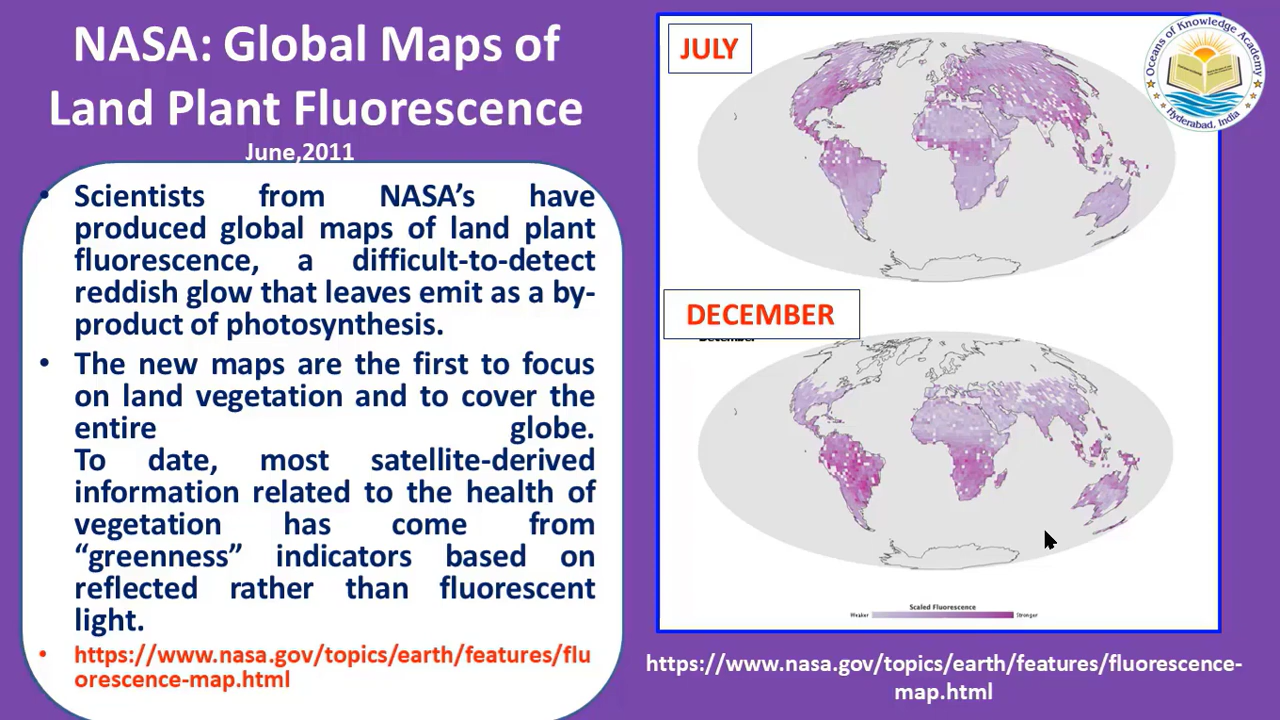 NASA: Global Maps of
Land Plant Fluorescence
June,2011
• Scientists from NASA’s have
produced global maps of land plant
fluorescence, a difficult-to-detect
reddish glow that leaves emit as a by-
product of photosynthesis.
• The new maps are the first to focus
on land vegetation and to cover the
entire globe.
To date, most satellite-derived
information related to the health of
vegetation has come from
“greenness” indicators based on
reflected rather than fluorescent
light.
• https://www.nasa.gov/topics/earth/features/flu
orescence-map.html
JULY
DECEMBER
December
Scaled Fluorescence
Weaker Stronger
https://www.nasa.gov/topics/earth/features/fluorescence-
map.html
Oceans of Knowledge Academy
Hyderabad, India